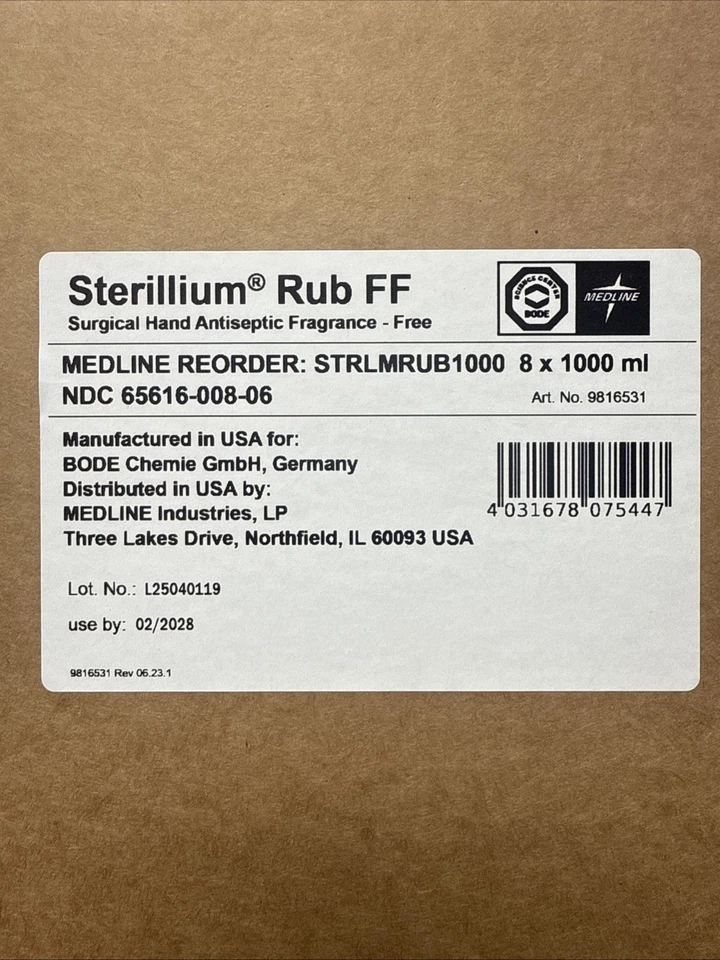 Sterillium® Rub FF
Surgical Hand Antiseptic Fragrance - Free
SCIENCE CENTER
BODE
MEDLINE
MEDLINE REORDER: STRLMRUB1000 8 x 1000 ml
NDC 65616-008-06
Art. No. 9816531
Manufactured in USA for:
BODE Chemie GmbH, Germany
Distributed in USA by:
MEDLINE Industries, LP
Three Lakes Drive, Northfield, IL 60093 USA
4 031678 075447
Lot. No.: L25040119
use by: 02/2028
9816531 Rev 06.23.1